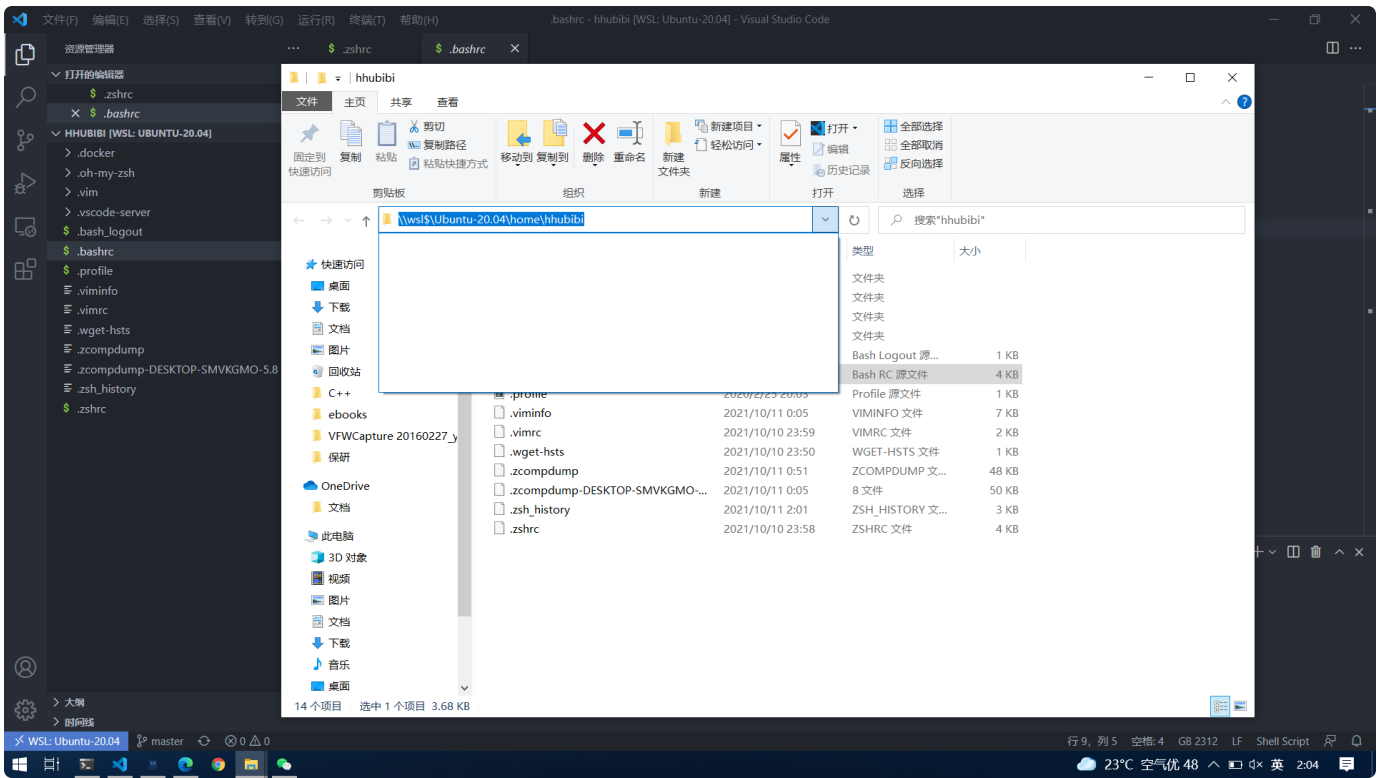 文件(F) 编辑(E) 选择(S) 查看(V) 转到(G) 运行(R) 终端(T) 帮助(H) .bashrc - hhubibi [WSL: Ubuntu-20.04] - Visual Studio Code
资源管理器 ··· $ .zshrc $ .bashrc
打开的编辑器
$ .zshrc
$ .bashrc
HHUBIBI [WSL: UBUNTU-20.04]
.docker
.oh-my-zsh
.vim
.vscode-server
$ .bash_logout
$ .bashrc
$ .profile
.viminfo
.vimrc
.wget-hsts
.zcompdump
.zcompdump-DESKTOP-SMVKGMO-5.8
.zsh_history
$ .zshrc
大纲
时间线
hhubibi
文件 主页 共享 查看
固定到
快速访问
复制
粘贴
剪切
复制路径
粘贴快捷方式
剪贴板
移动到
复制到
删除
重命名
组织
新建
文件夹
新建项目
轻松访问
新建
属性
打开
编辑
历史记录
打开
全部选择
全部取消
反向选择
选择
\\wsl$\Ubuntu-20.04\home\hhubibi
搜索"hhubibi"
快速访问
桌面
下载
文档
图片
回收站
C++
ebooks
VFWCapture 20160227_y
保研
OneDrive
文档
此电脑
3D 对象
视频
图片
文档
下载
音乐
桌面
类型 大小
文件夹
文件夹
文件夹
文件夹
Bash Logout 源... 1 KB
Bash RC 源文件 4 KB
.profile 2020/2/25 20:03 Profile 源文件 1 KB
.viminfo 2021/10/11 0:05 VIMINFO 文件 7 KB
.vimrc 2021/10/10 23:59 VIMRC 文件 2 KB
.wget-hsts 2021/10/10 23:50 WGET-HSTS 文件 1 KB
.zcompdump 2021/10/11 0:51 ZCOMPDUMP 文... 48 KB
.zcompdump-DESKTOP-SMVKGMO-... 2021/10/11 0:05 8 文件 50 KB
.zsh_history 2021/10/11 2:01 ZSH_HISTORY 文... 3 KB
.zshrc 2021/10/10 23:58 ZSHRC 文件 4 KB
14 个项目 选中 1 个项目 3.68 KB
WSL: Ubuntu-20.04 master 0 0 行 9，列 5 空格: 4 GB 2312 LF Shell Script
23°C 空气优 48 英 2:04